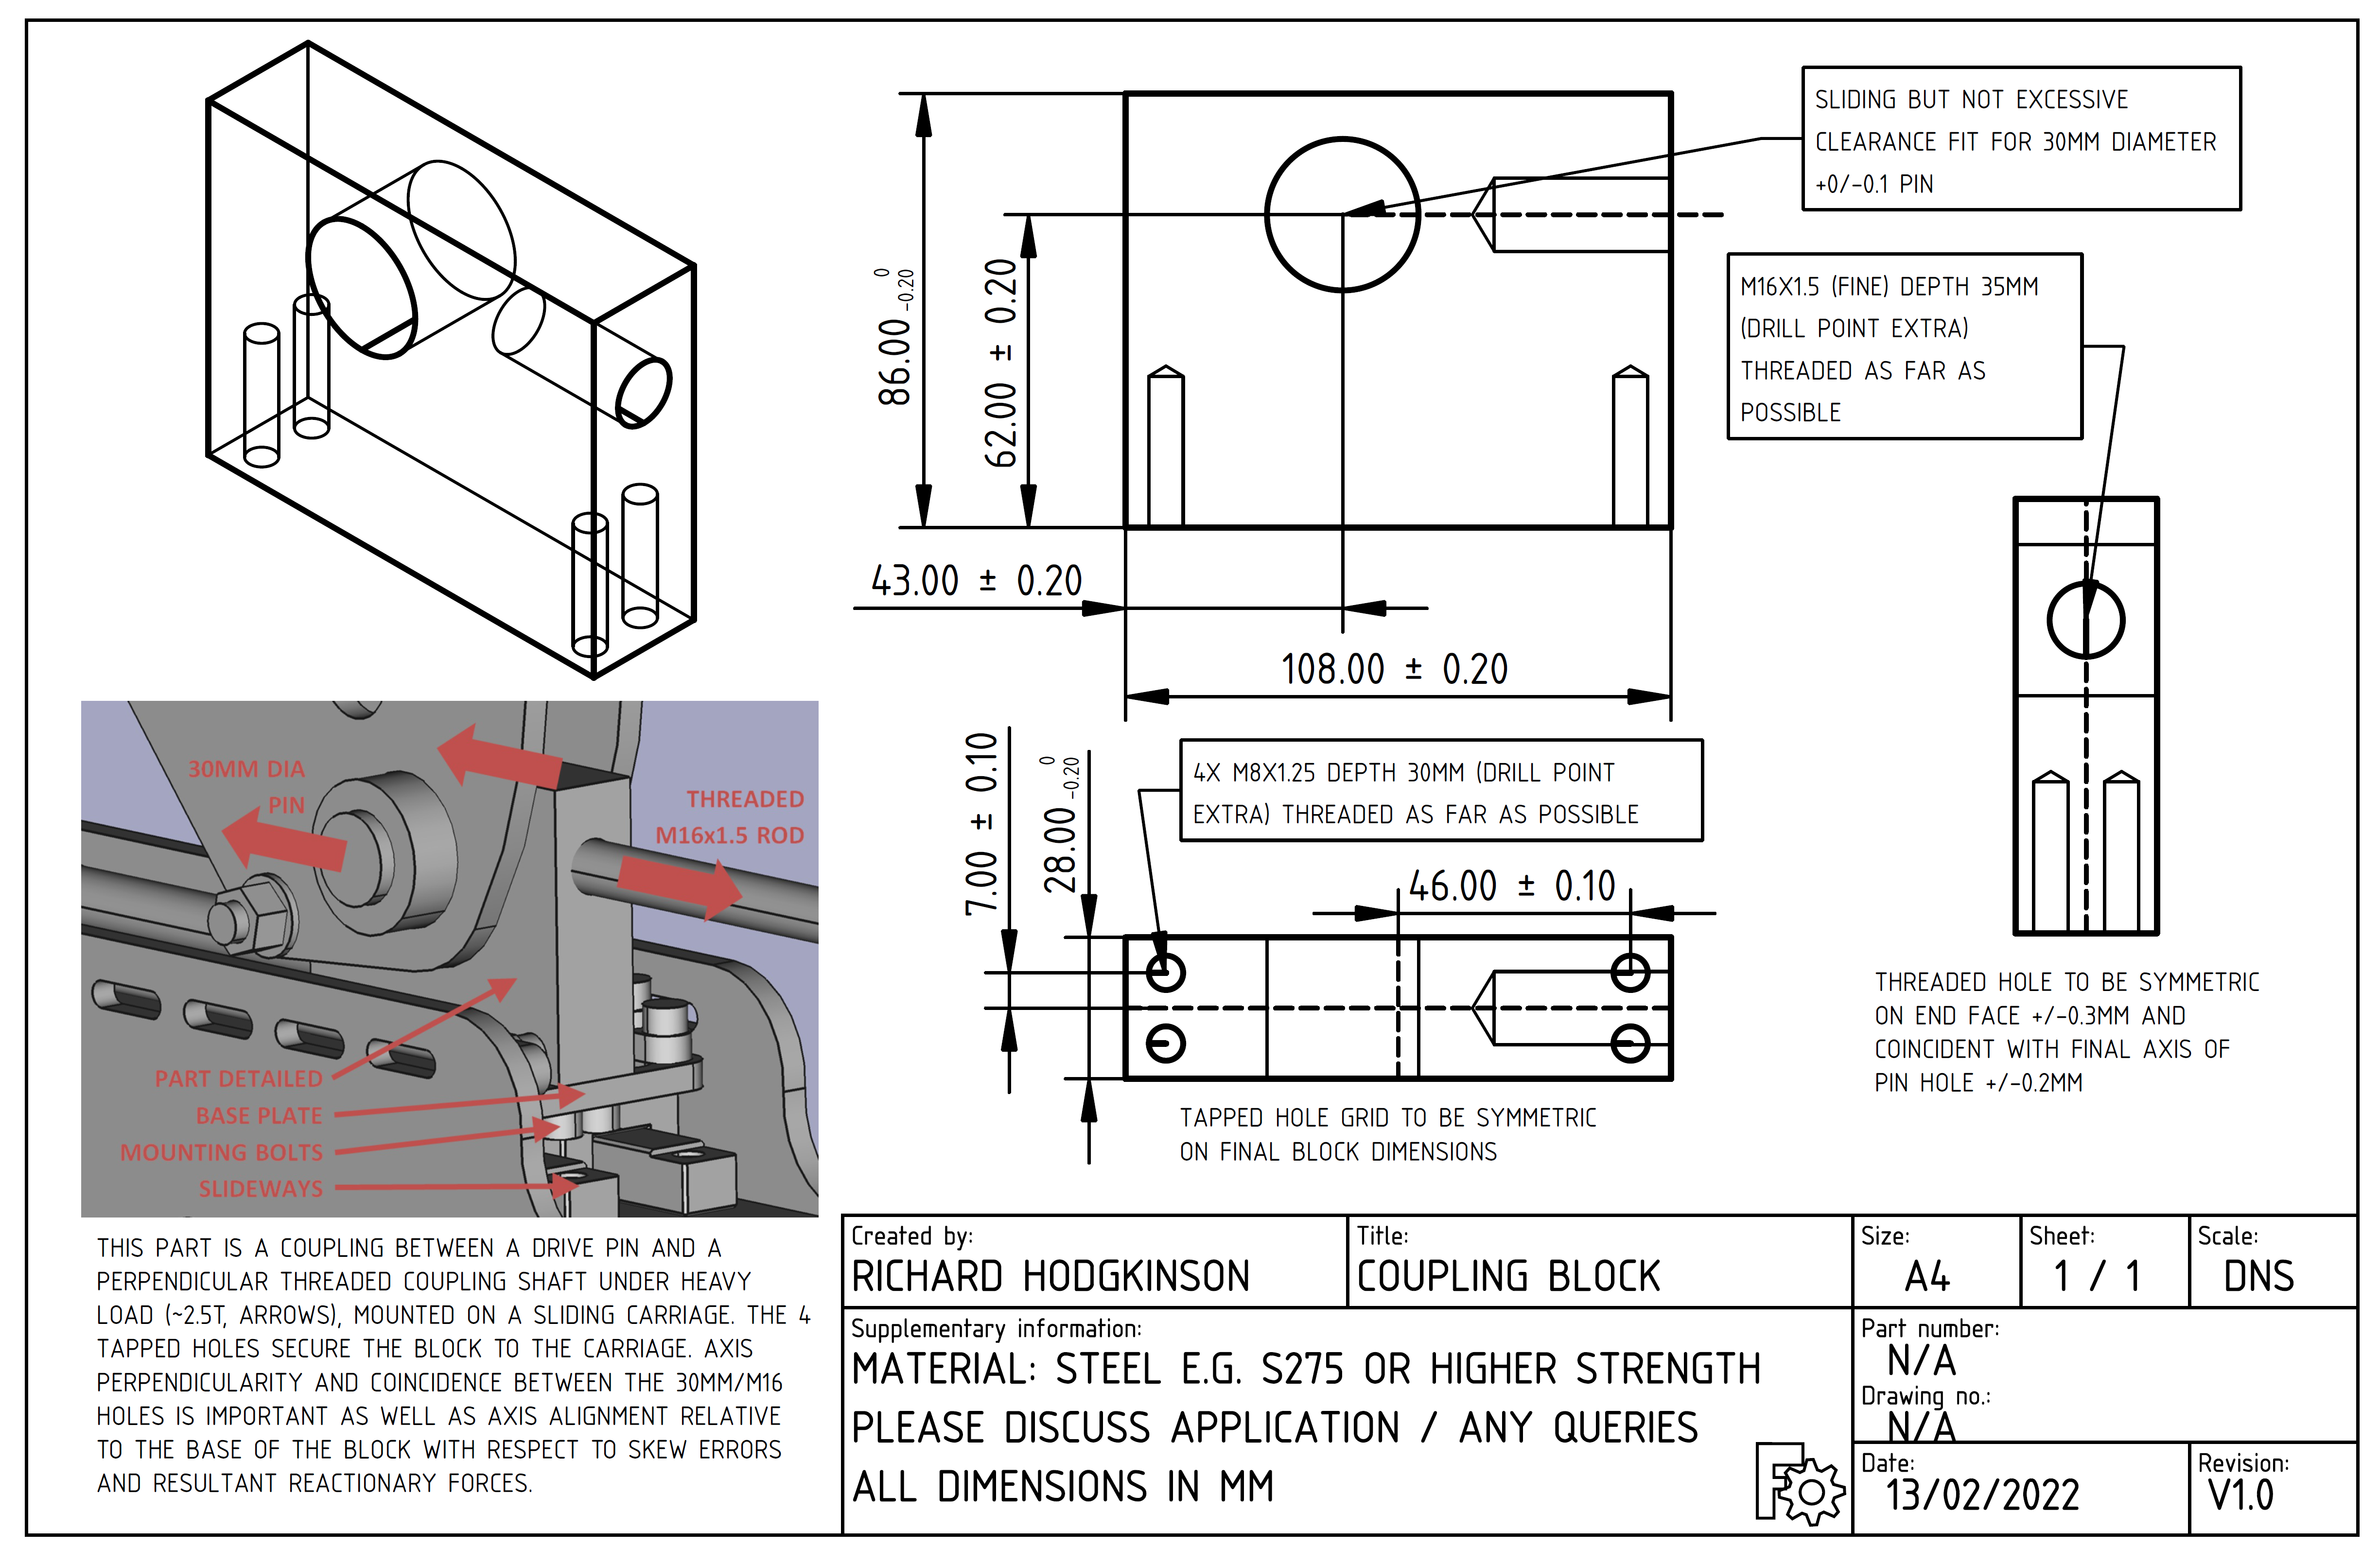 SLIDING BUT NOT EXCESSIVE
CLEARANCE FIT FOR 30MM DIAMETER
+0/-0.1 PIN
M16X1.5 (FINE) DEPTH 35MM
(DRILL POINT EXTRA)
THREADED AS FAR AS
POSSIBLE
86.00 0 -0.20
62.00 ± 0.20
43.00 ± 0.20
108.00 ± 0.20
7.00 ± 0.10
28.00 0 -0.20
4X M8X1.25 DEPTH 30MM (DRILL POINT
EXTRA) THREADED AS FAR AS POSSIBLE
46.00 ± 0.10
TAPPED HOLE GRID TO BE SYMMETRIC
ON FINAL BLOCK DIMENSIONS
THREADED HOLE TO BE SYMMETRIC
ON END FACE +/-0.3MM AND
COINCIDENT WITH FINAL AXIS OF
PIN HOLE +/-0.2MM
30MM DIA
PIN
THREADED
M16x1.5 ROD
PART DETAILED
BASE PLATE
MOUNTING BOLTS
SLIDEWAYS
THIS PART IS A COUPLING BETWEEN A DRIVE PIN AND A
PERPENDICULAR THREADED COUPLING SHAFT UNDER HEAVY
LOAD (~2.5T, ARROWS), MOUNTED ON A SLIDING CARRIAGE. THE 4
TAPPED HOLES SECURE THE BLOCK TO THE CARRIAGE. AXIS
PERPENDICULARITY AND COINCIDENCE BETWEEN THE 30MM/M16
HOLES IS IMPORTANT AS WELL AS AXIS ALIGNMENT RELATIVE
TO THE BASE OF THE BLOCK WITH RESPECT TO SKEW ERRORS
AND RESULTANT REACTIONARY FORCES.
Created by:
RICHARD HODGKINSON
Title:
COUPLING BLOCK
Size:
A4
Sheet:
1 / 1
Scale:
DNS
Supplementary information:
MATERIAL: STEEL E.G. S275 OR HIGHER STRENGTH
PLEASE DISCUSS APPLICATION / ANY QUERIES
ALL DIMENSIONS IN MM
Part number:
N/A
Drawing no.:
N/A
Date:
13/02/2022
Revision:
V1.0